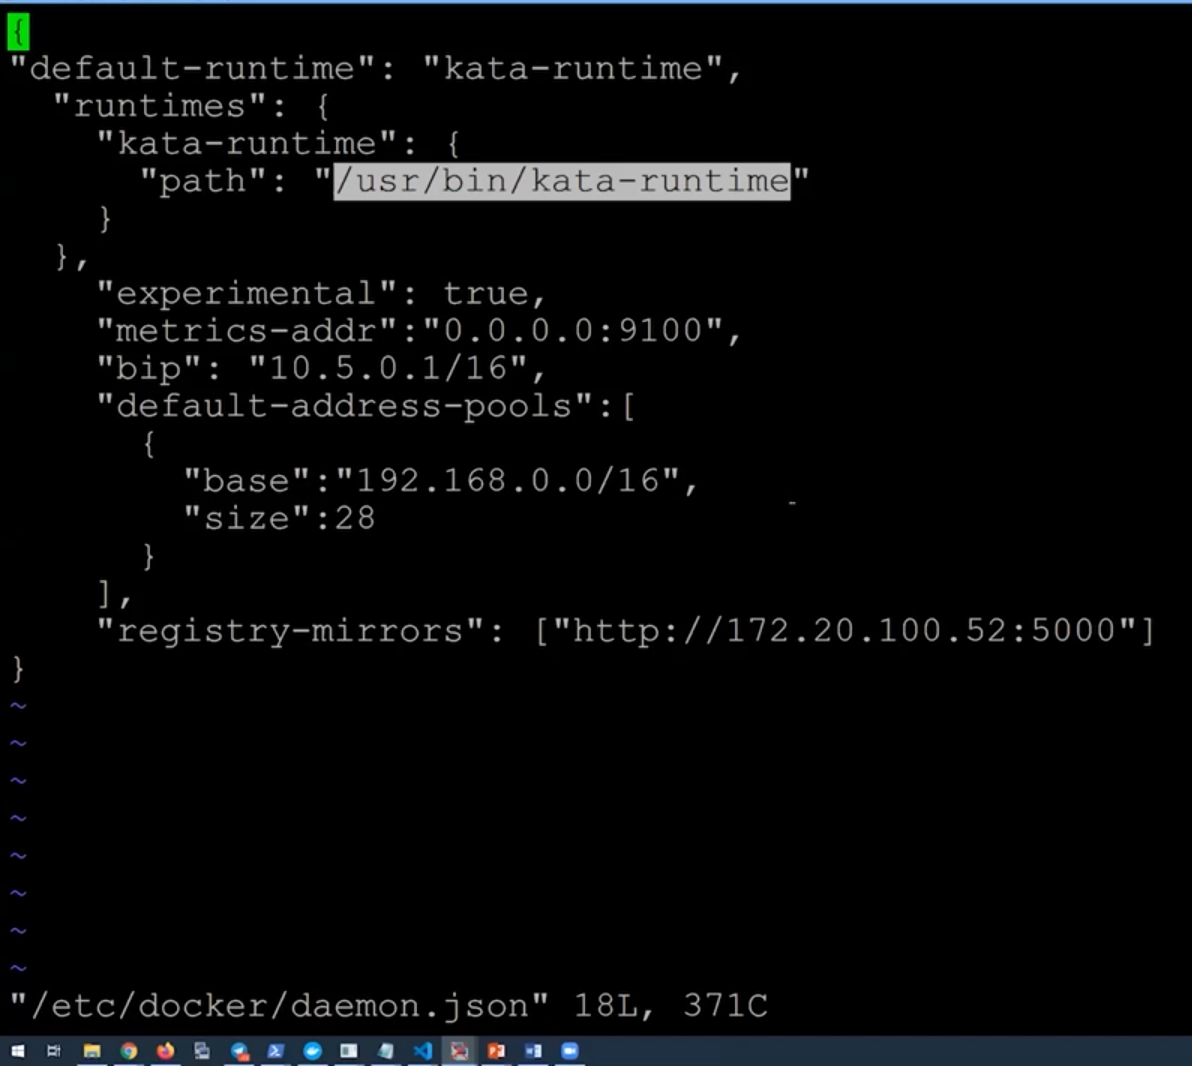 {
"default-runtime": "kata-runtime",
  "runtimes": {
    "kata-runtime": {
      "path": "/usr/bin/kata-runtime"
    }
  },
    "experimental": true,
    "metrics-addr":"0.0.0.0:9100",
    "bip": "10.5.0.1/16",
    "default-address-pools":[
      {
        "base":"192.168.0.0/16",
        "size":28
      }
    ],
    "registry-mirrors": ["http://172.20.100.52:5000"]
}
~
~
~
~
~
~
~
~
"/etc/docker/daemon.json" 18L, 371C